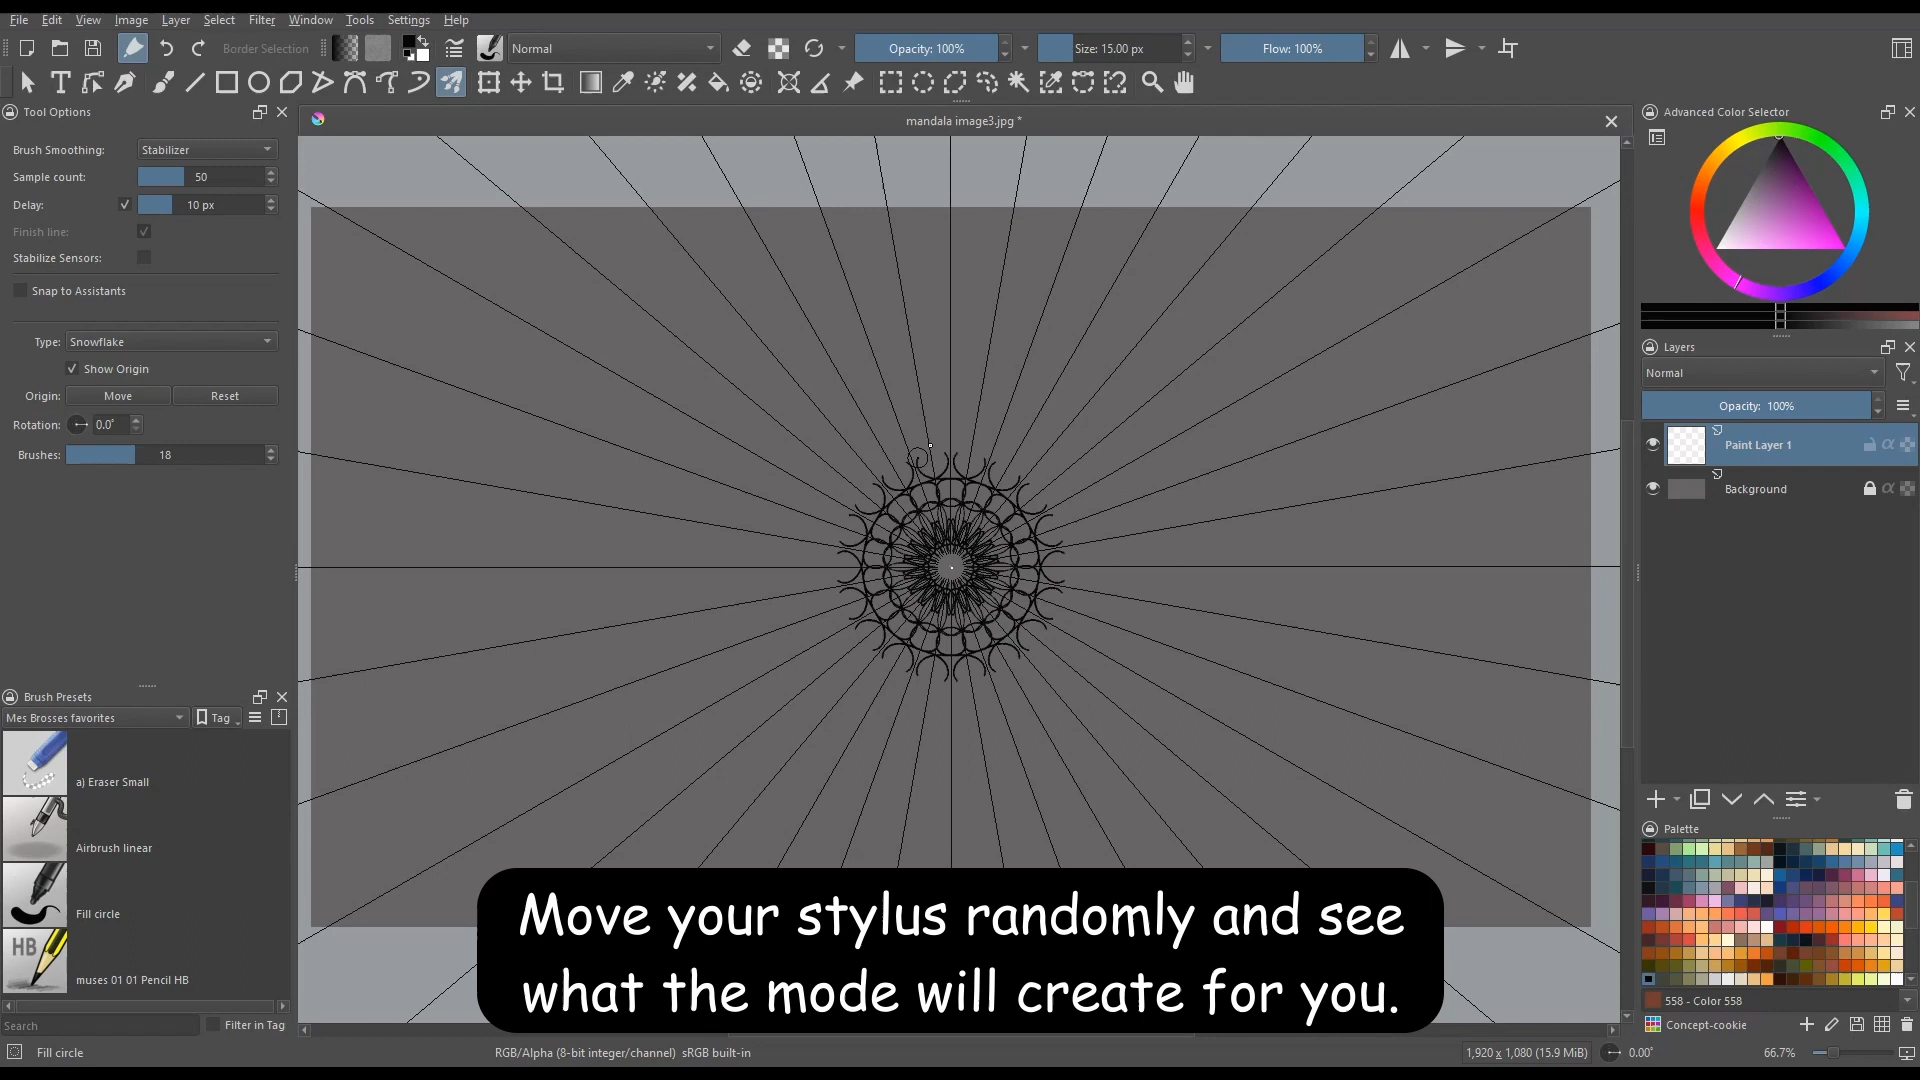 File Edit View Image Layer Select Filter Tools Settings Window Help
Border Selection Normal Opacity: 100% Size: 15.00 px Flow: 100%
Tool Options
mandala image3.jpg *
Advanced Color Selector
Brush Smoothing: Stabilizer
Sample count: 50
Delay: 10 px
Finish line:
Stabilize Sensors:
Snap to Assistants
Type: Snowflake
Show Origin
Origin: Move Reset
Rotation: 0.0°
Brushes: 18
Layers
Normal
Opacity: 100%
Paint Layer 1
Background
Brush Presets
Mes Brosses favorites Tag
a) Eraser Small
Airbrush linear
Fill circle
HB
muses 01 01 Pencil HB
Search Filter in Tag
Palette
558 - Color 558
Concept-cookie
Move your stylus randomly and see
what the mode will create for you.
Fill circle RGB/Alpha (8-bit integer/channel) sRGB built-in 1,920 x 1,080 (15.9 MiB) 0.00° 66.7%